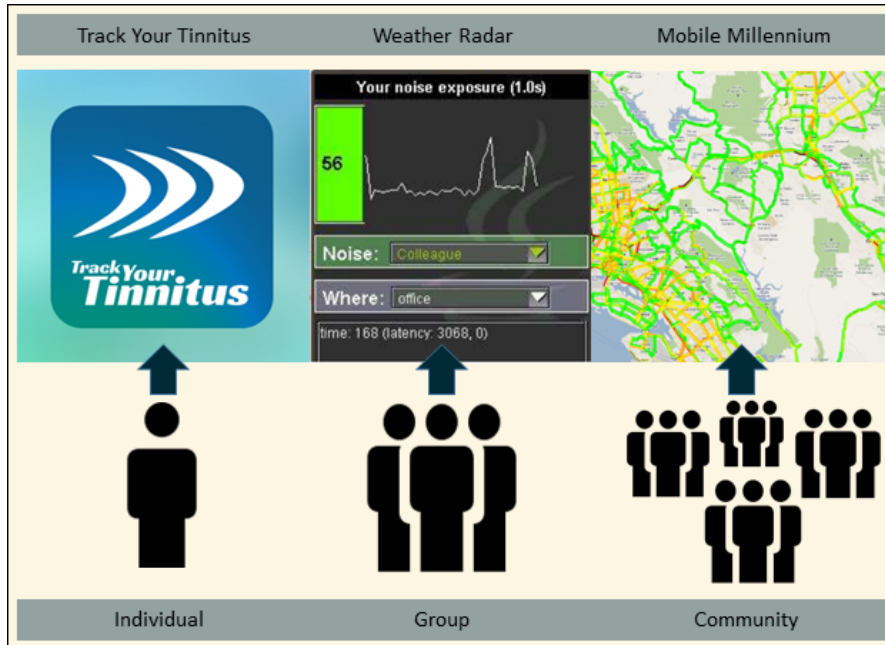 Track Your Tinnitus
Weather Radar
Mobile Millennium
Track Your
Tinnitus
Your noise exposure (1.0s)
56
Noise: Colleague
Where: office
time: 168 (latency: 3068, 0)
Individual
Group
Community